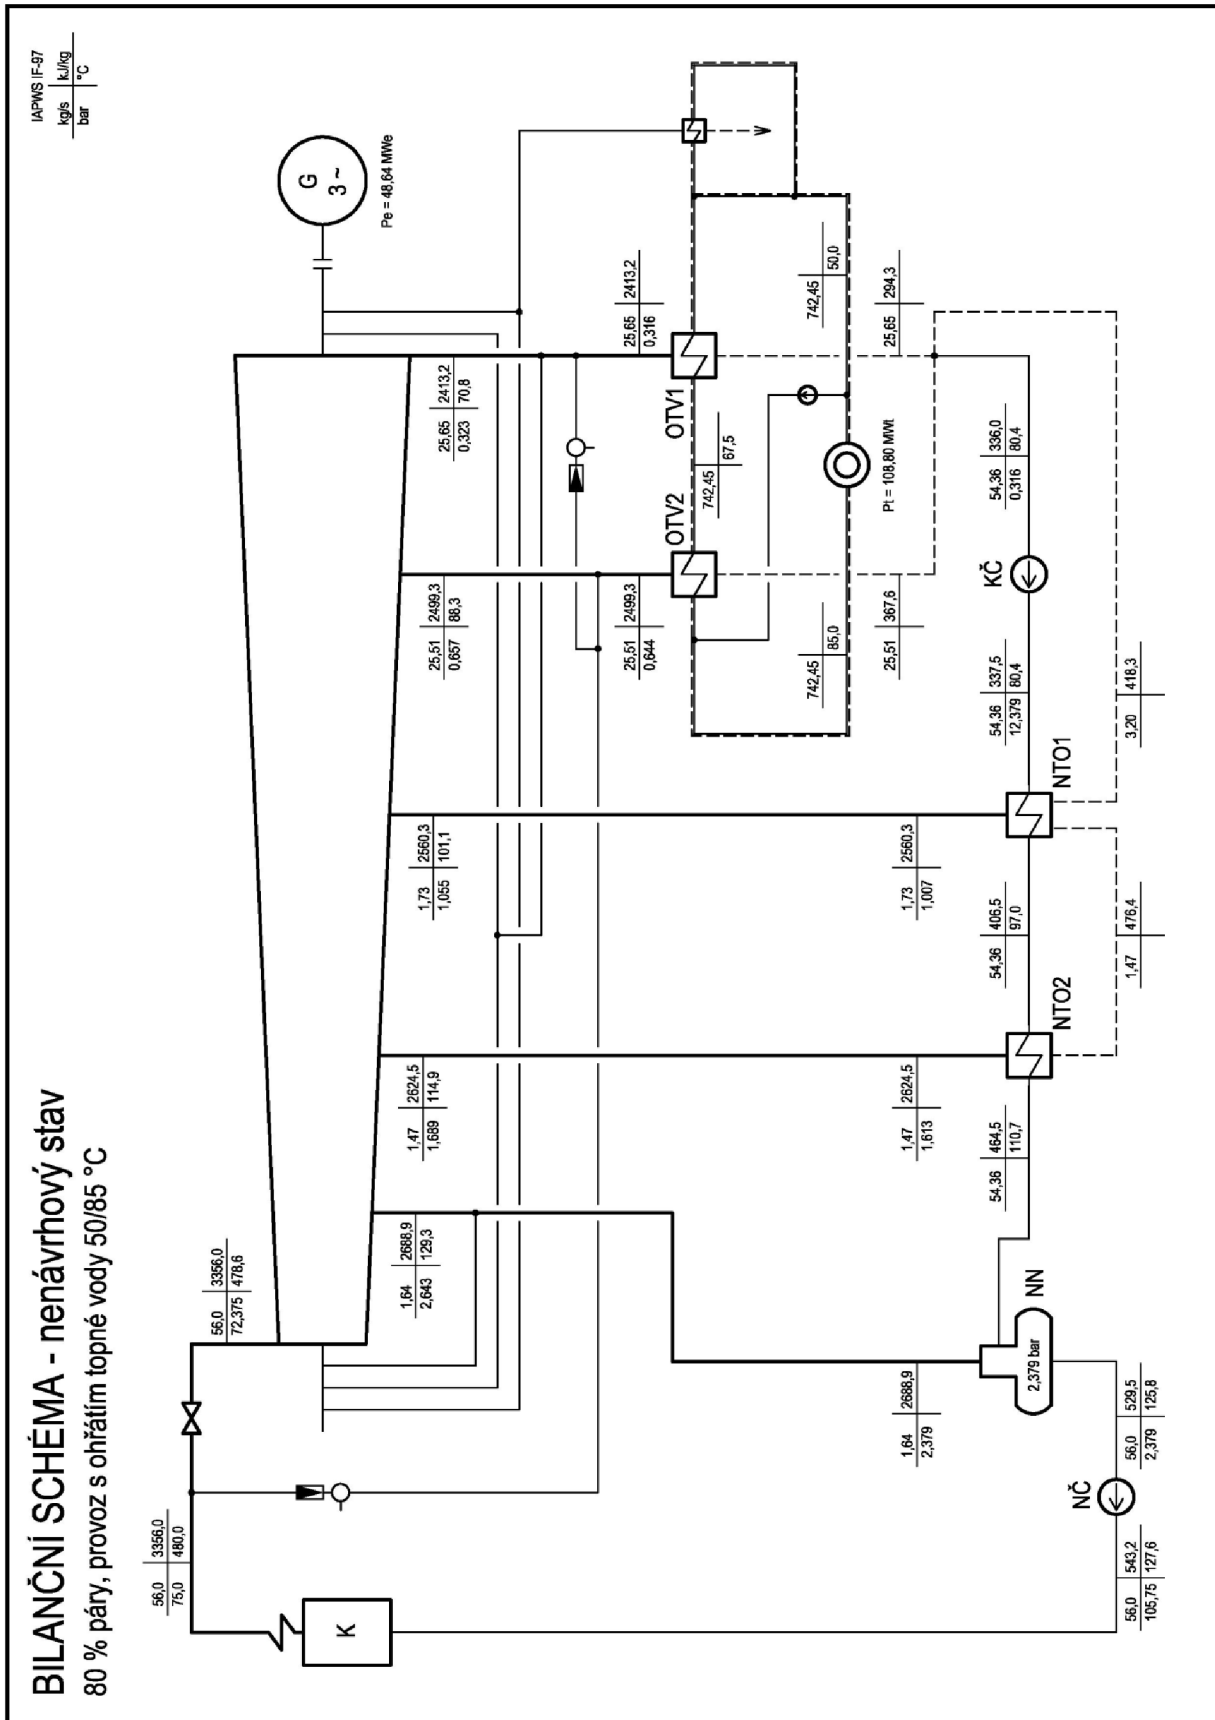 BILANČNÍ SCHÉMA - nenávrhový stav
80 % páry, provoz s ohřátím topné vody 50/85 °C
IAPWS IF-97
kg/s kJ/kg
bar °C
56,0 3356,0
75,0 480,0
56,0 3356,0
72,375 478,6
G
3 ~
Pe = 48,64 MWe
K
1,64 2688,9
2,643 129,3
1,47 2624,5
1,689 114,9
1,73 2560,3
1,055 101,1
25,51 2499,3
0,657 88,3
25,65 2413,2
0,323 70,8
25,51 2499,3
0,644
25,65 2413,2
0,316
OTV2
OTV1
742,45
67,5
742,45
85,0
742,45
50,0
Pt = 108,80 MWt
25,51 367,6
25,65 294,3
1,64 2688,9
2,379
1,47 2624,5
1,613
1,73 2560,3
1,007
54,36 464,5
110,7
54,36 406,5
97,0
54,36 337,5
12,379 80,4
54,36 336,0
0,316 80,4
NN
2,379 bar
NTO2
NTO1
KČ
NČ
56,0 543,2
105,75 127,6
56,0 529,5
2,379 125,8
1,47 476,4
3,20 418,3